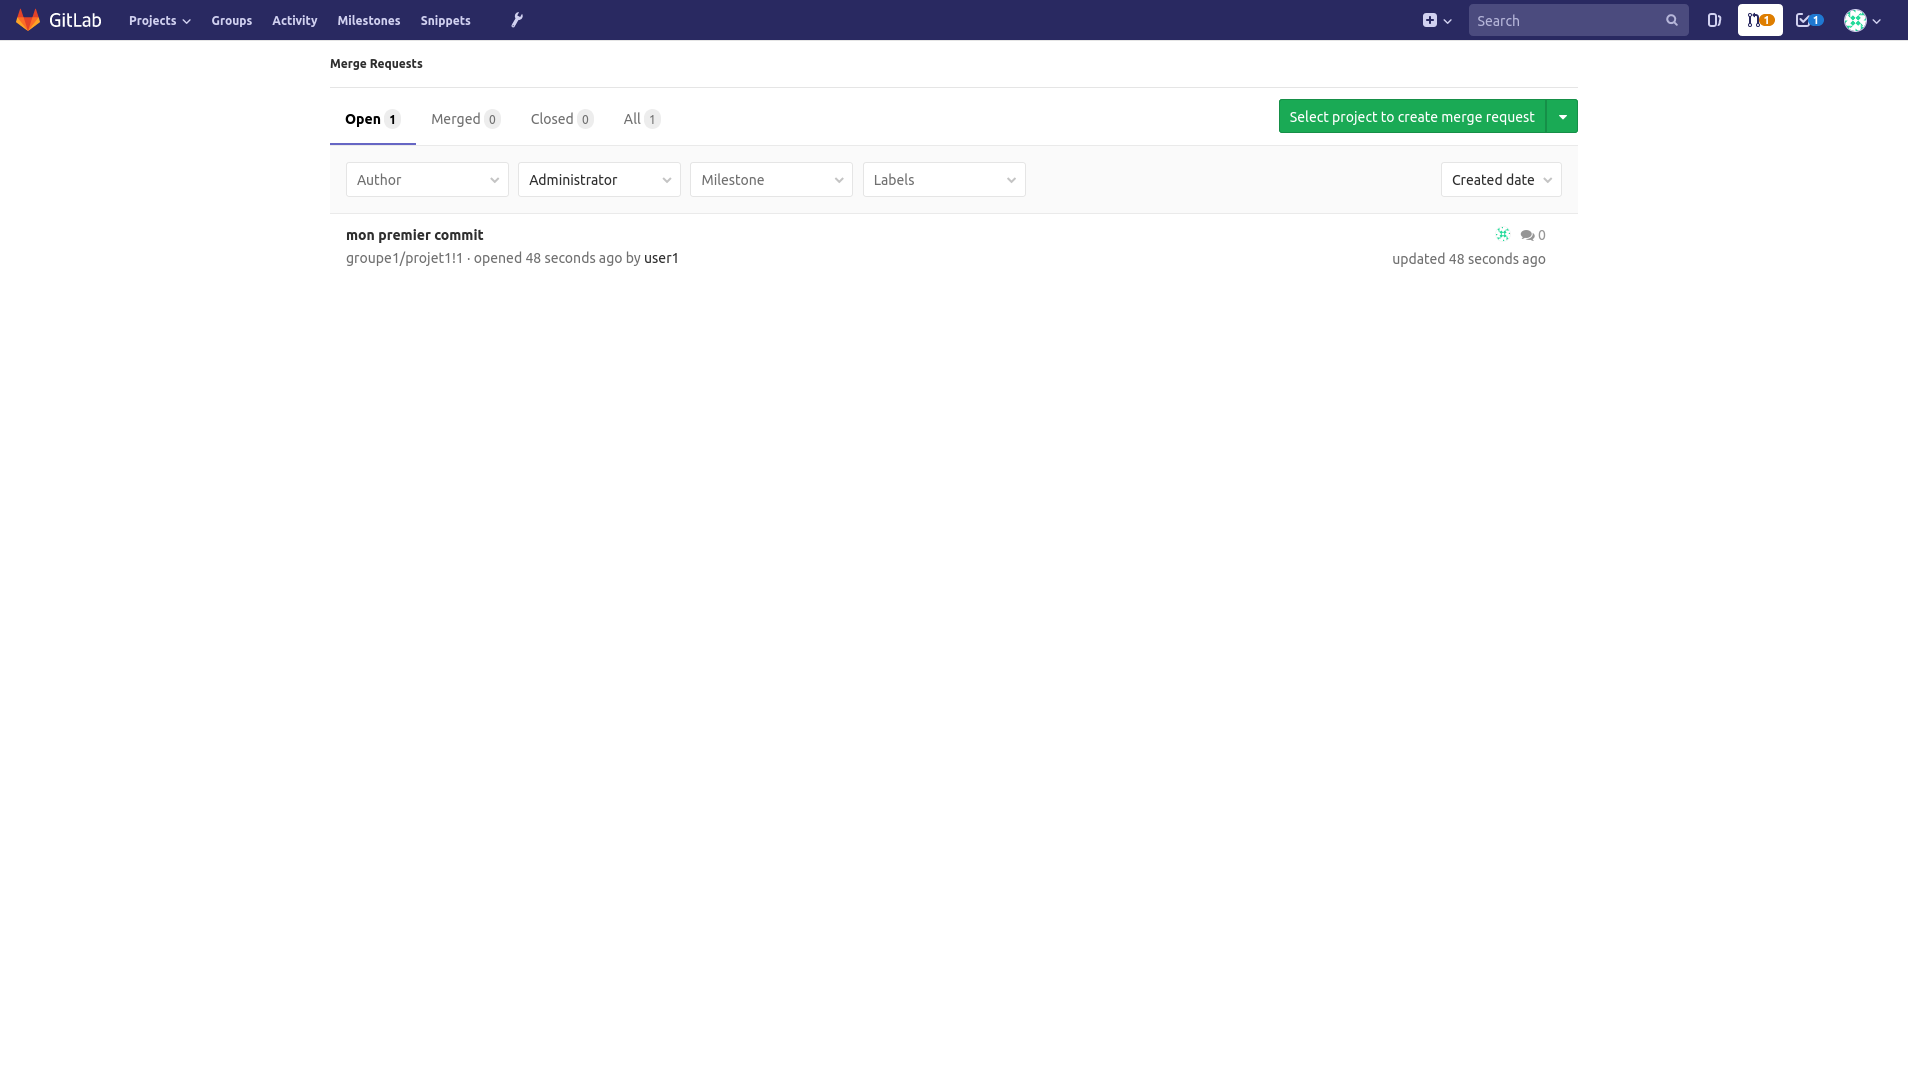 GitLab Projects Groups Activity Milestones Snippets Search 1 1
Merge Requests
Open 1 Merged 0 Closed 0 All 1 Select project to create merge request
Author Administrator Milestone Labels Created date
mon premier commit 0
groupe1/projet1!1 · opened 48 seconds ago by user1 updated 48 seconds ago